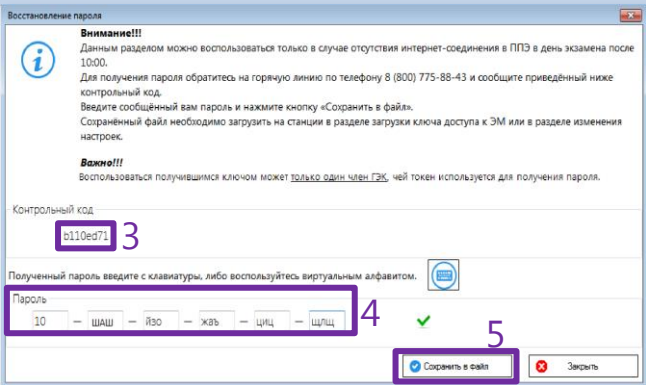 Восстановление пароля
Внимание!!!
Данным разделом можно воспользоваться только в случае отсутствия интернет-соединения в ППЭ в день экзамена после
10:00.
Для получения пароля обратитесь на горячую линию по телефону 8 (800) 775-88-43 и сообщите приведённый ниже
контрольный код.
Введите сообщённый вам пароль и нажмите кнопку «Сохранить в файл».
Сохранённый файл необходимо загрузить на станции в разделе загрузки ключа доступа к ЭМ или в разделе изменения
настроек.
Важно!!!
Воспользоваться получившимся ключом может только один член ГЭК, чей токен используется для получения пароля.
Контрольный код
b110ed71 3
Полученный пароль введите с клавиатуры, либо воспользуйтесь виртуальным алфавитом.
Пароль
10 — шаш — йзо — жаъ — циц — щлщ 4
5
Сохранить в файл Закрыть